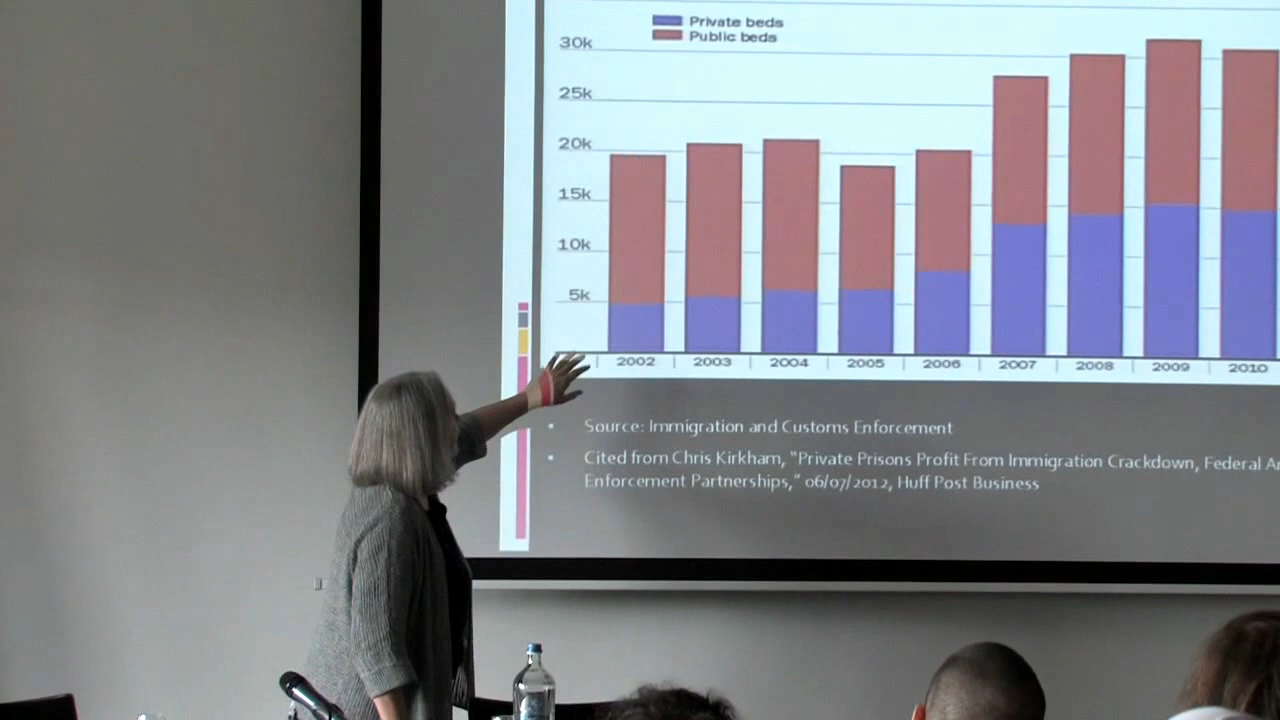 Private beds
Public beds
30k
25k
20k
15k
10k
5k
2002 2003 2004 2005 2006 2007 2008 2009 2010
Source: Immigration and Customs Enforcement
Cited from Chris Kirkham, “Private Prisons Profit From Immigration Crackdown, Federal
Enforcement Partnerships,” 06/07/2012, Huff Post Business